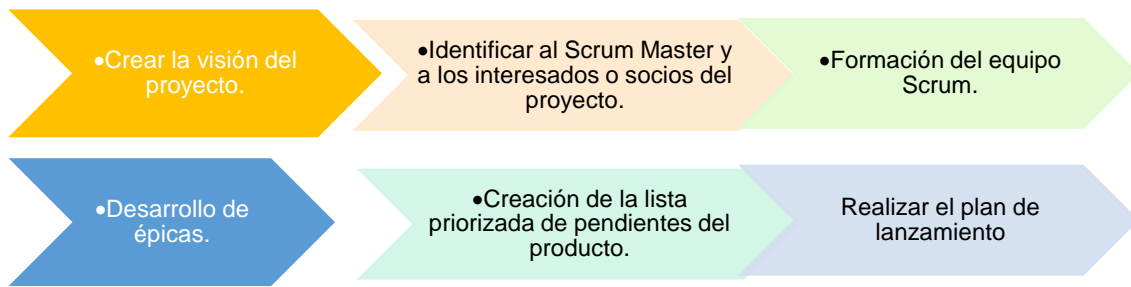 •Crear la visión del
proyecto.
•Identificar al Scrum Master y
a los interesados o socios del
proyecto.
•Formación del equipo
Scrum.
•Desarrollo de
épicas.
•Creación de la lista
priorizada de pendientes del
producto.
Realizar el plan de
lanzamiento